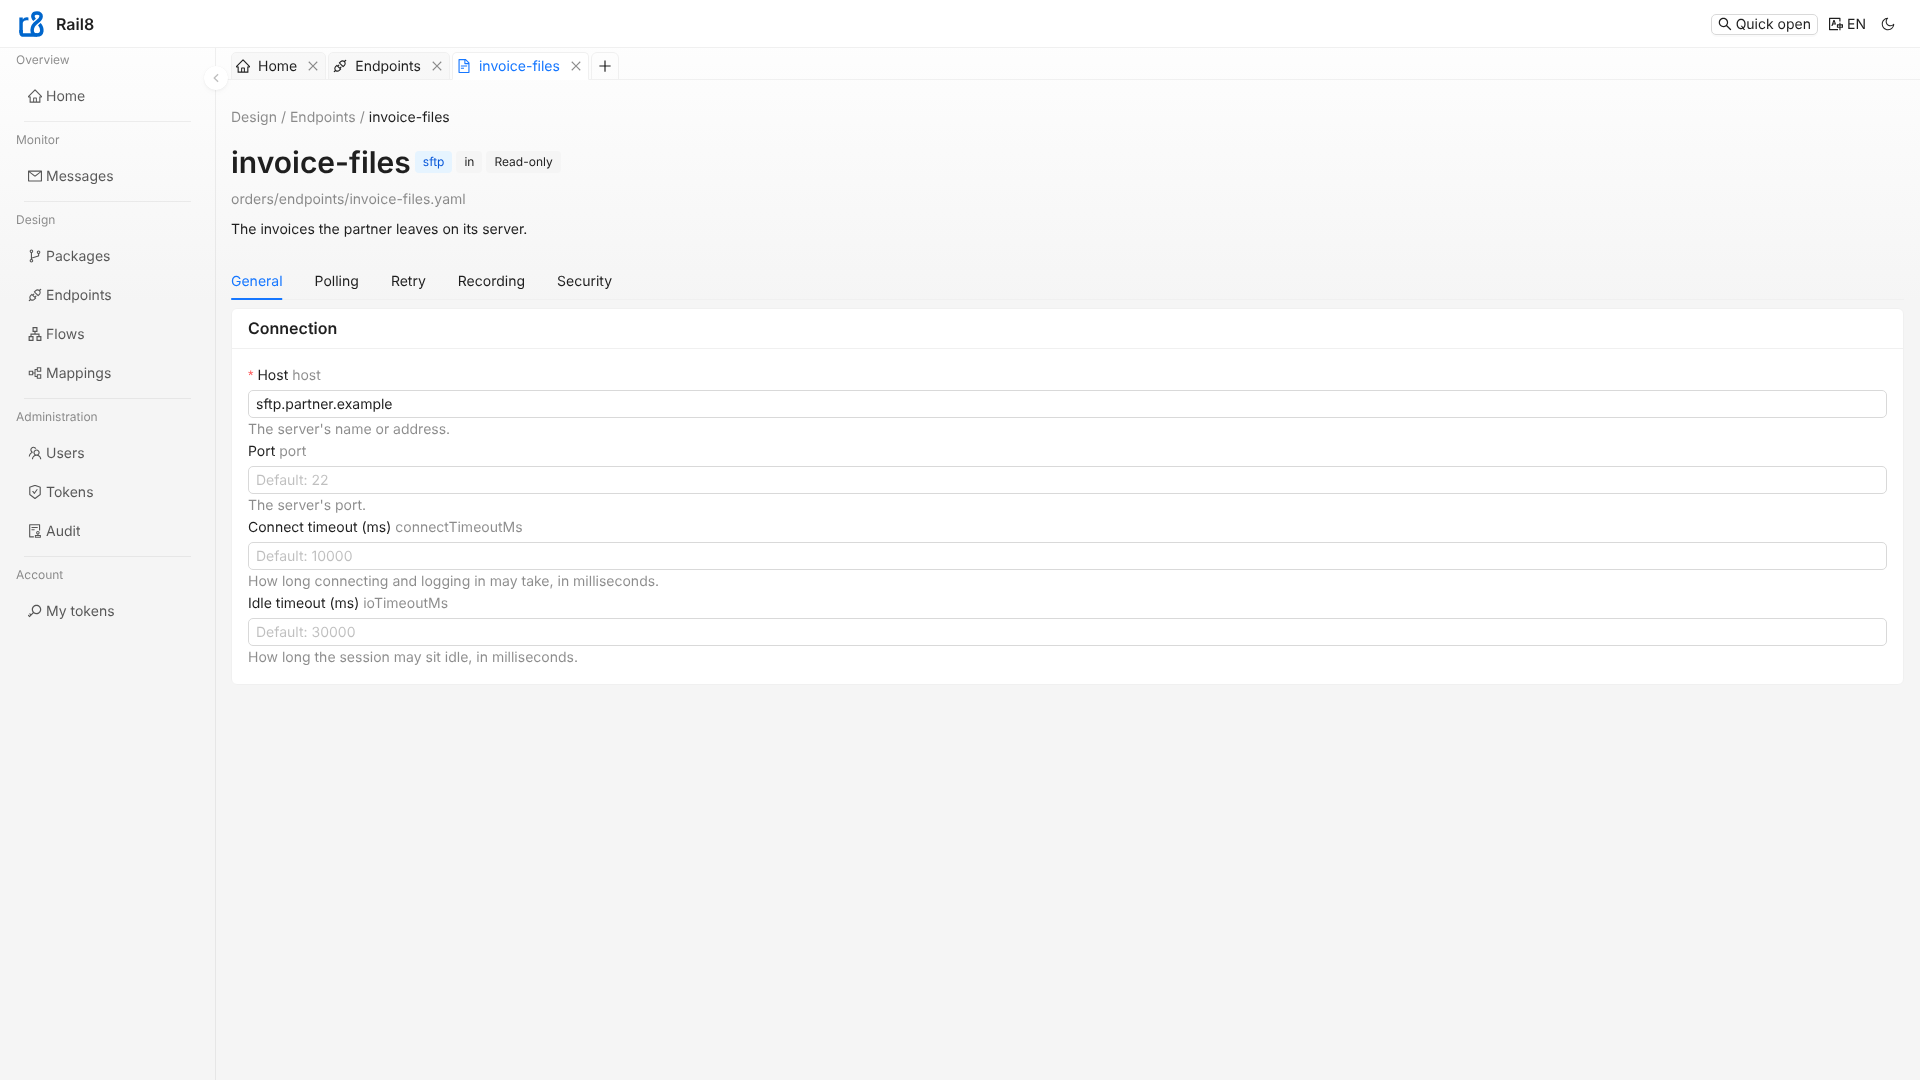 Rail8
Quick open
EN
Overview
Home
Monitor
Messages
Design
Packages
Endpoints
Flows
Mappings
Administration
Users
Tokens
Audit
Account
My tokens
Home
Endpoints
invoice-files
Design / Endpoints / invoice-files
invoice-files sftp in Read-only
orders/endpoints/invoice-files.yaml
The invoices the partner leaves on its server.
General Polling Retry Recording Security
Connection
* Host host
sftp.partner.example
The server's name or address.
Port port
Default: 22
The server's port.
Connect timeout (ms) connectTimeoutMs
Default: 10000
How long connecting and logging in may take, in milliseconds.
Idle timeout (ms) ioTimeoutMs
Default: 30000
How long the session may sit idle, in milliseconds.